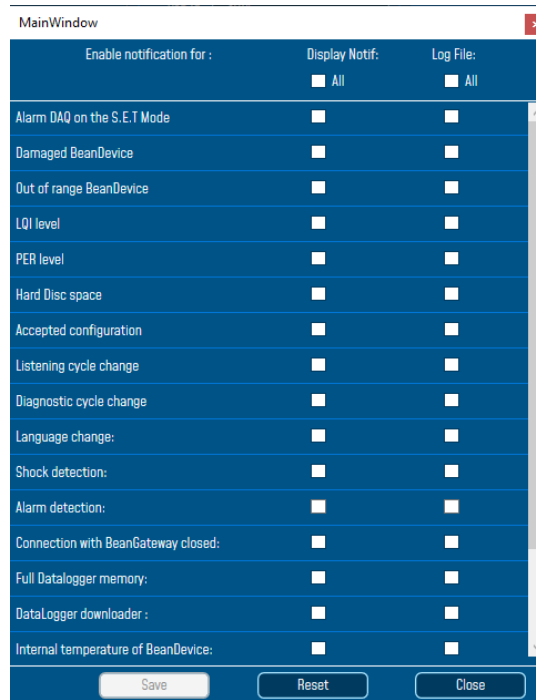 MainWindow
Enable notification for : Display Notif: Log File:
All All
Alarm DAQ on the S.E.T Mode
Damaged BeanDevice
Out of range BeanDevice
LQI level
PER level
Hard Disc space
Accepted configuration
Listening cycle change
Diagnostic cycle change
Language change:
Shock detection:
Alarm detection:
Connection with BeanGateway closed:
Full Datalogger memory:
DataLogger downloader :
Internal temperature of BeanDevice:
Save Reset Close